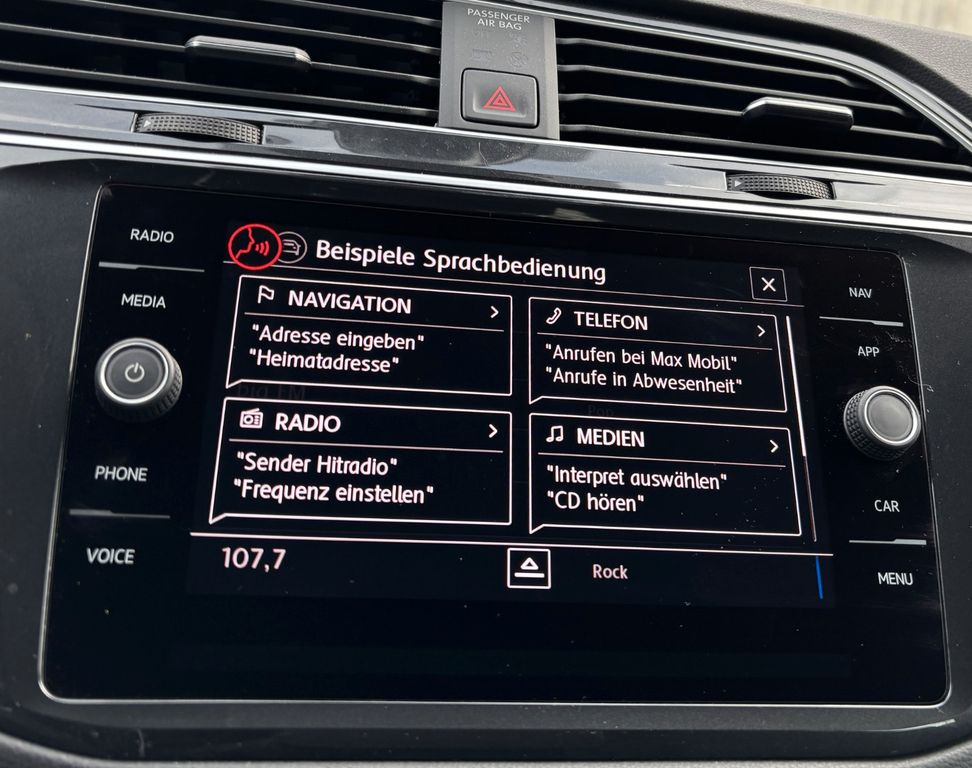 PASSENGER
AIR BAG
RADIO
MEDIA
PHONE
VOICE
Beispiele Sprachbedienung
NAVIGATION
"Adresse eingeben"
"Heimatadresse"
TELEFON
"Anrufen bei Max Mobil"
"Anrufe in Abwesenheit"
RADIO
"Sender Hitradio"
"Frequenz einstellen"
MEDIEN
"Interpret auswählen"
"CD hören"
107,7
Rock
NAV
APP
CAR
MENU